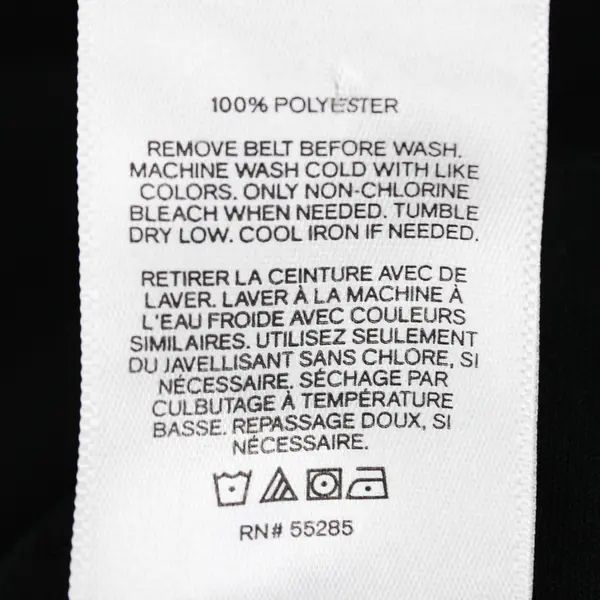 100% POLYESTER
REMOVE BELT BEFORE WASH.
MACHINE WASH COLD WITH LIKE
COLORS. ONLY NON-CHLORINE
BLEACH WHEN NEEDED. TUMBLE
DRY LOW. COOL IRON IF NEEDED.
RETIRER LA CEINTURE AVEC DE
LAVER. LAVER À LA MACHINE À
L'EAU FROIDE AVEC COULEURS
SIMILAIRES. UTILISEZ SEULEMENT
DU JAVELLISANT SANS CHLORE, SI
NÉCESSAIRE. SÉCHAGE PAR
CULBUTAGE À TEMPÉRATURE
BASSE. REPASSAGE DOUX, SI
NÉCESSAIRE.
RN# 55285